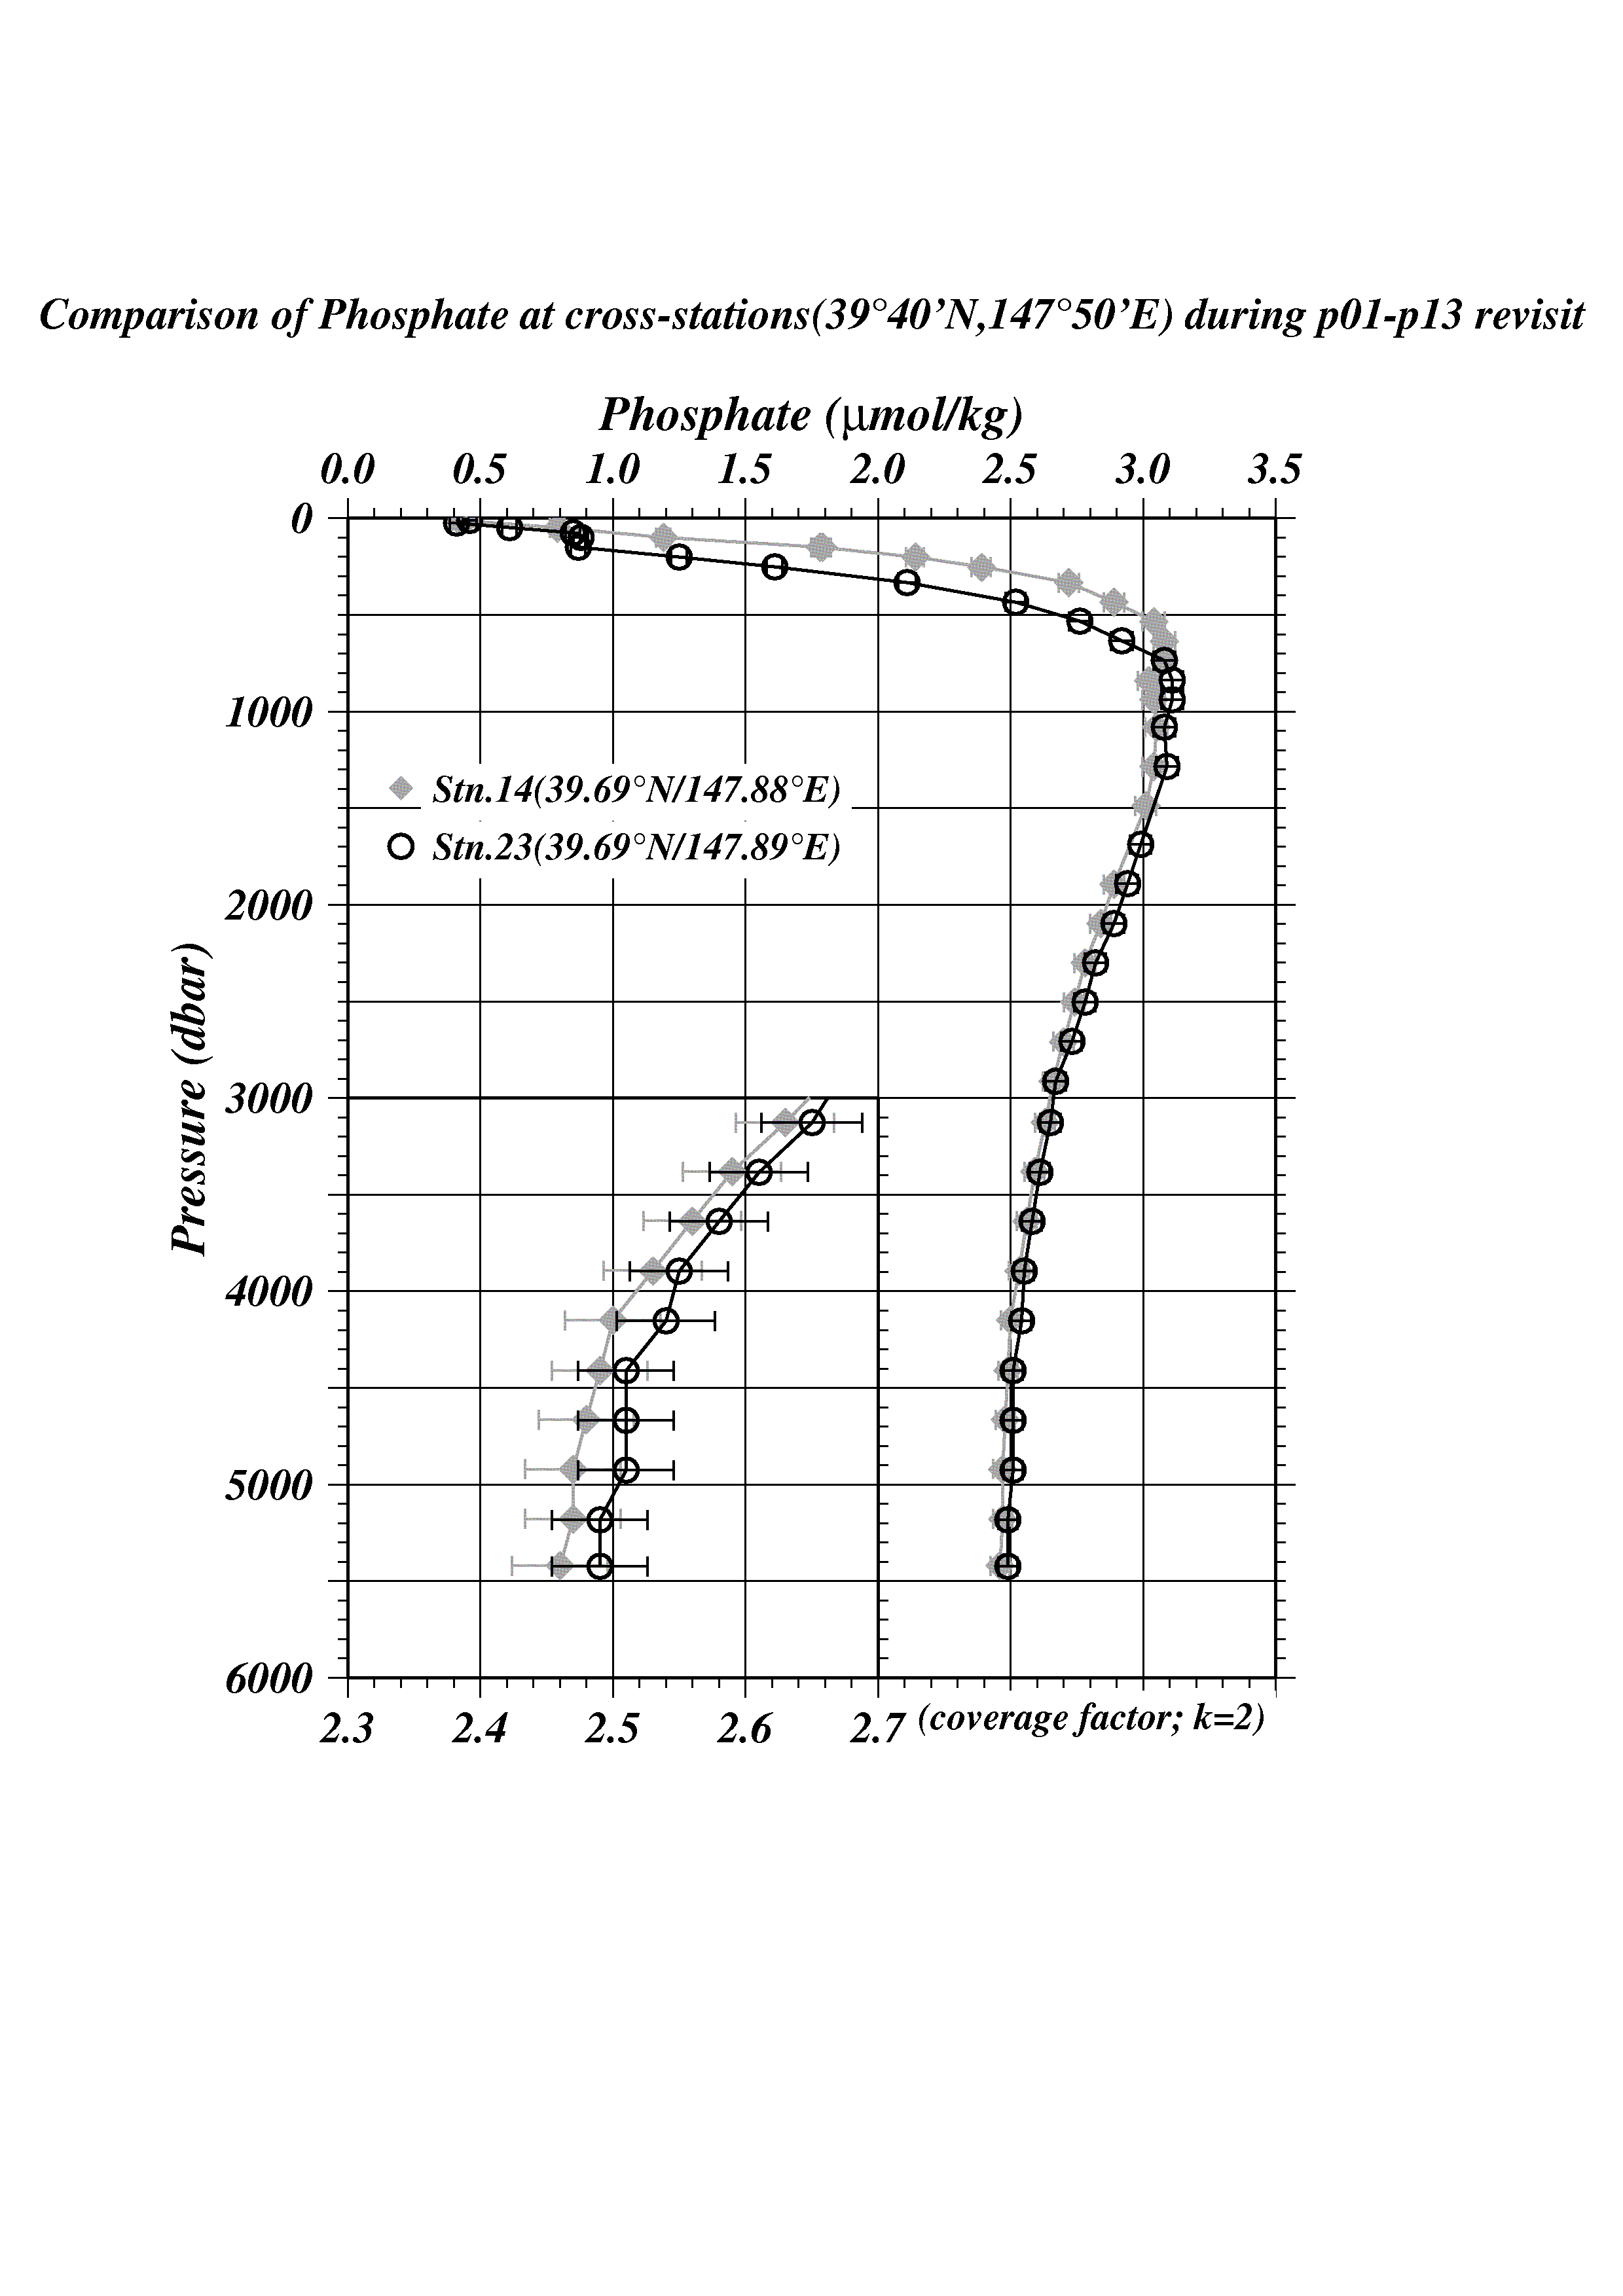 Comparison of Phosphate at cross-stations(39°40’N,147°50’E) during p01-p13 revisit
Phosphate (μmol/kg)
0.0 0.5 1.0 1.5 2.0 2.5 3.0 3.5
0
1000
Stn.14(39.69°N/147.88°E)
Stn.23(39.69°N/147.89°E)
2000
Pressure (dbar)
3000
4000
5000
6000
2.3 2.4 2.5 2.6 2.7 (coverage factor; k=2)